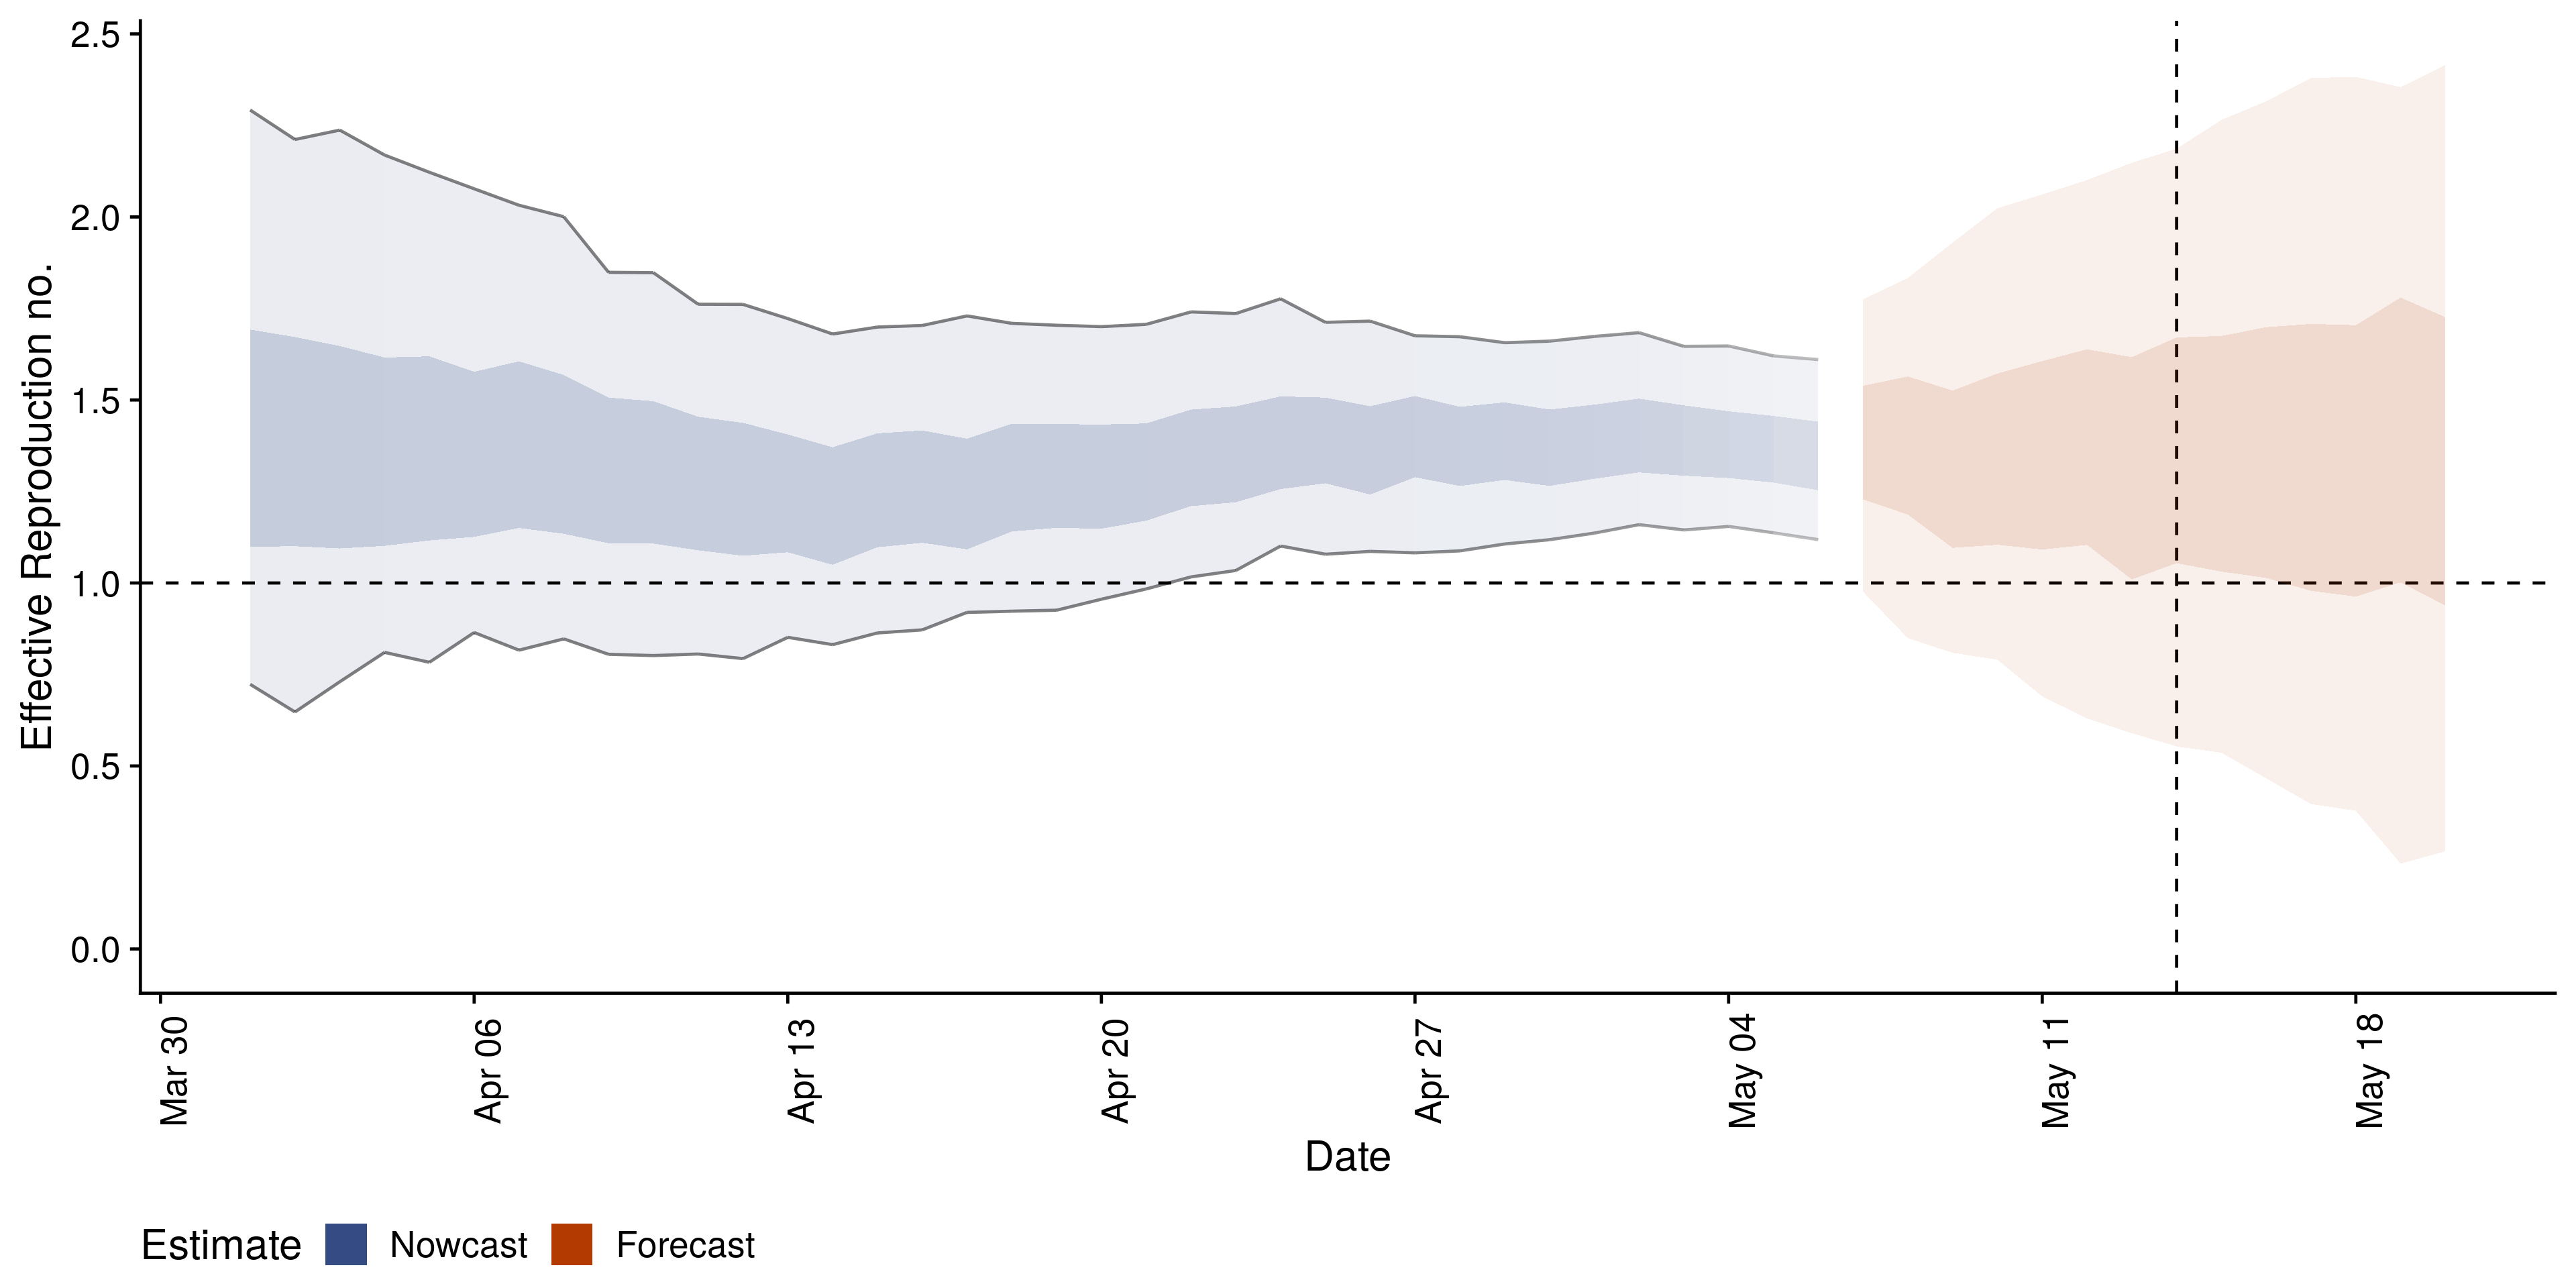 Effective Reproduction no.
2.5
2.0
1.5
1.0
0.5
0.0
Mar 30
Apr 06
Apr 13
Apr 20
Apr 27
May 04
May 11
May 18
Date
Estimate Nowcast Forecast